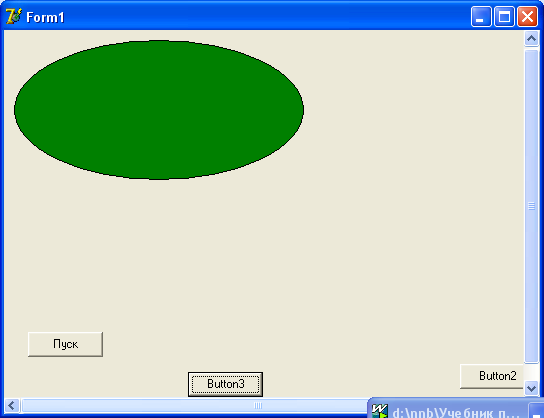 Form1
Пуск
Button3
Button2
d:\nnb\Учебник п...